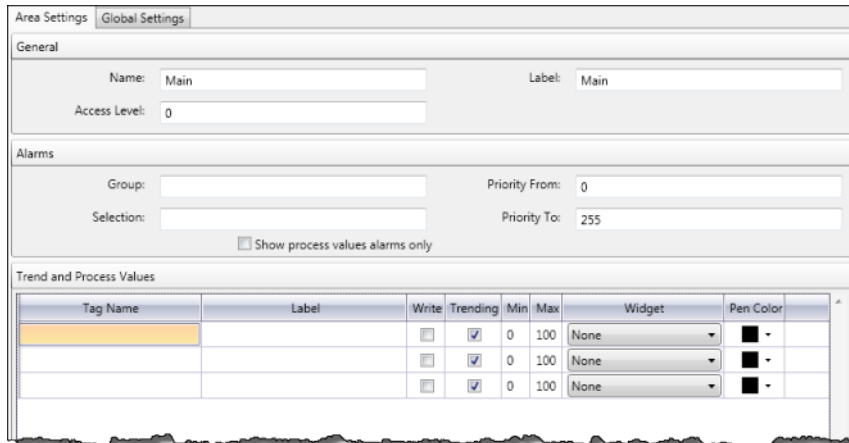 Area Settings Global Settings
General
Name: Main Label: Main
Access Level: 0
Alarms
Group: Priority From: 0
Selection: Priority To: 255
Show process values alarms only
Trend and Process Values
Tag Name Label Write Trending Min Max Widget Pen Color
0 100 None
0 100 None
0 100 None